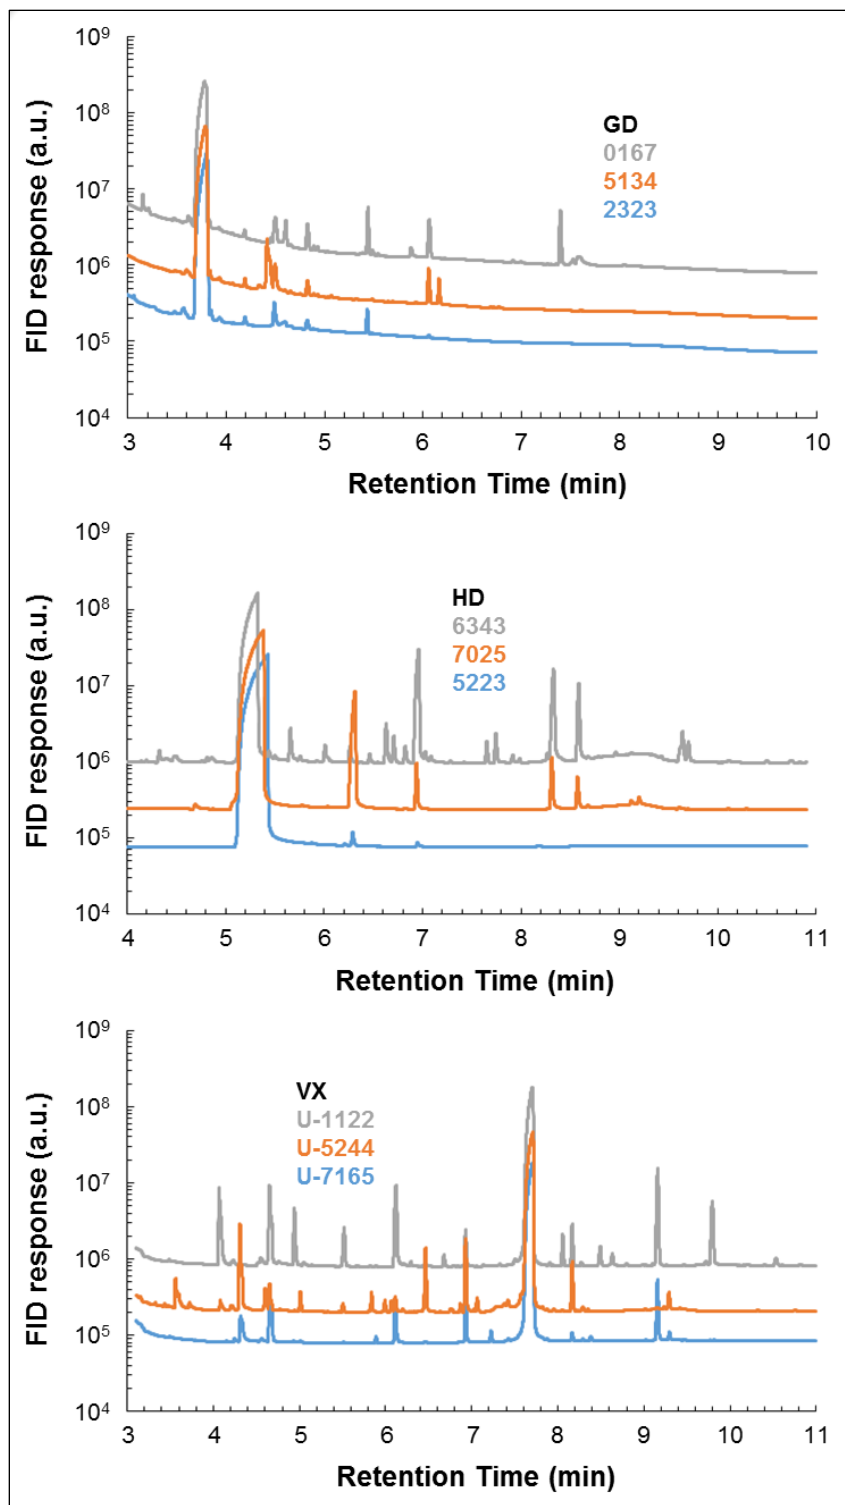 10⁹
10⁸
10⁷
10⁶
10⁵
10⁴
FID response (a.u.)
GD
0167
5134
2323
3 4 5 6 7 8 9 10
Retention Time (min)
10⁹
10⁸
10⁷
10⁶
10⁵
10⁴
FID response (a.u.)
HD
6343
7025
5223
4 5 6 7 8 9 10 11
Retention Time (min)
10⁹
10⁸
10⁷
10⁶
10⁵
10⁴
FID response (a.u.)
VX
U-1122
U-5244
U-7165
3 4 5 6 7 8 9 10 11
Retention Time (min)